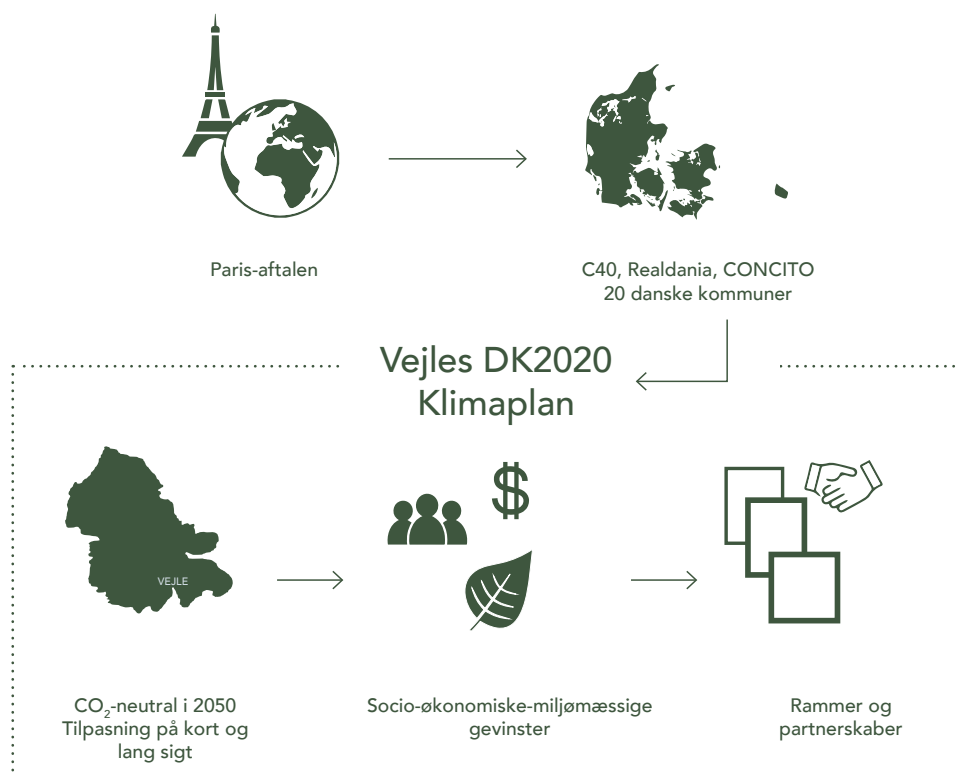 Paris-aftalen
C40, Realdania, CONCITO
20 danske kommuner
Vejles DK2020
Klimaplan
VEJLE
CO₂-neutral i 2050
Tilpasning på kort og
lang sigt
Socio-økonomiske-miljømæssige
gevinster
Rammer og
partnerskaber